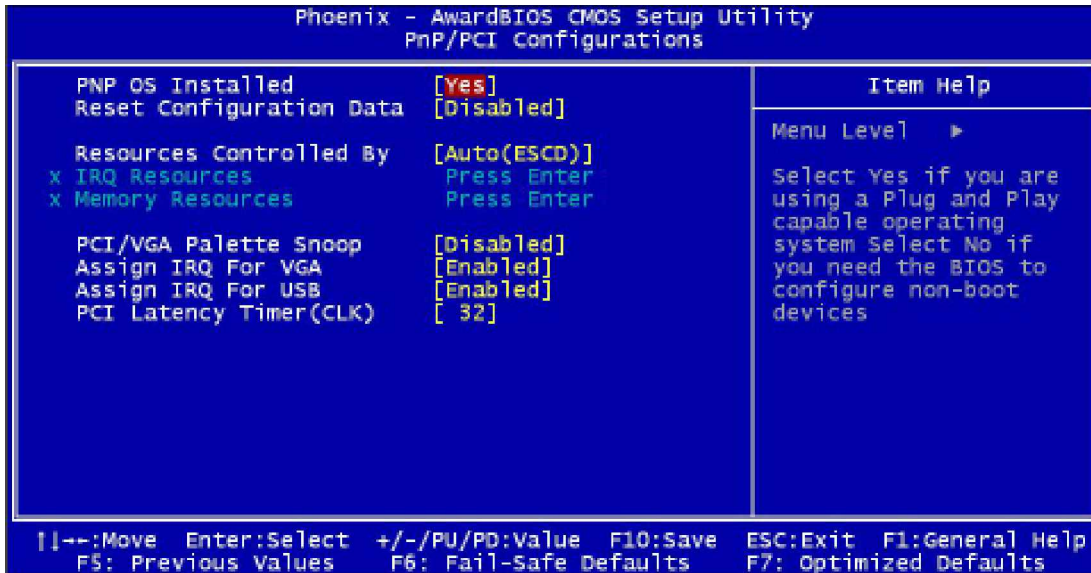 Phoenix - AwardBIOS CMOS Setup Utility
PnP/PCI Configurations
PNP OS Installed [Yes]
Reset Configuration Data [Disabled]
Resources Controlled By [Auto(ESCD)]
x IRQ Resources Press Enter
x Memory Resources Press Enter
PCI/VGA Palette Snoop [Disabled]
Assign IRQ For VGA [Enabled]
Assign IRQ For USB [Enabled]
PCI Latency Timer(CLK) [ 32]
Item Help
Menu Level ►
Select Yes if you are
using a Plug and Play
capable operating
system Select No if
you need the BIOS to
configure non-boot
devices
↑↓→←:Move Enter:Select +/-/PU/PD:Value F10:Save ESC:Exit F1:General Help
F5: Previous Values F6: Fail-Safe Defaults F7: Optimized Defaults